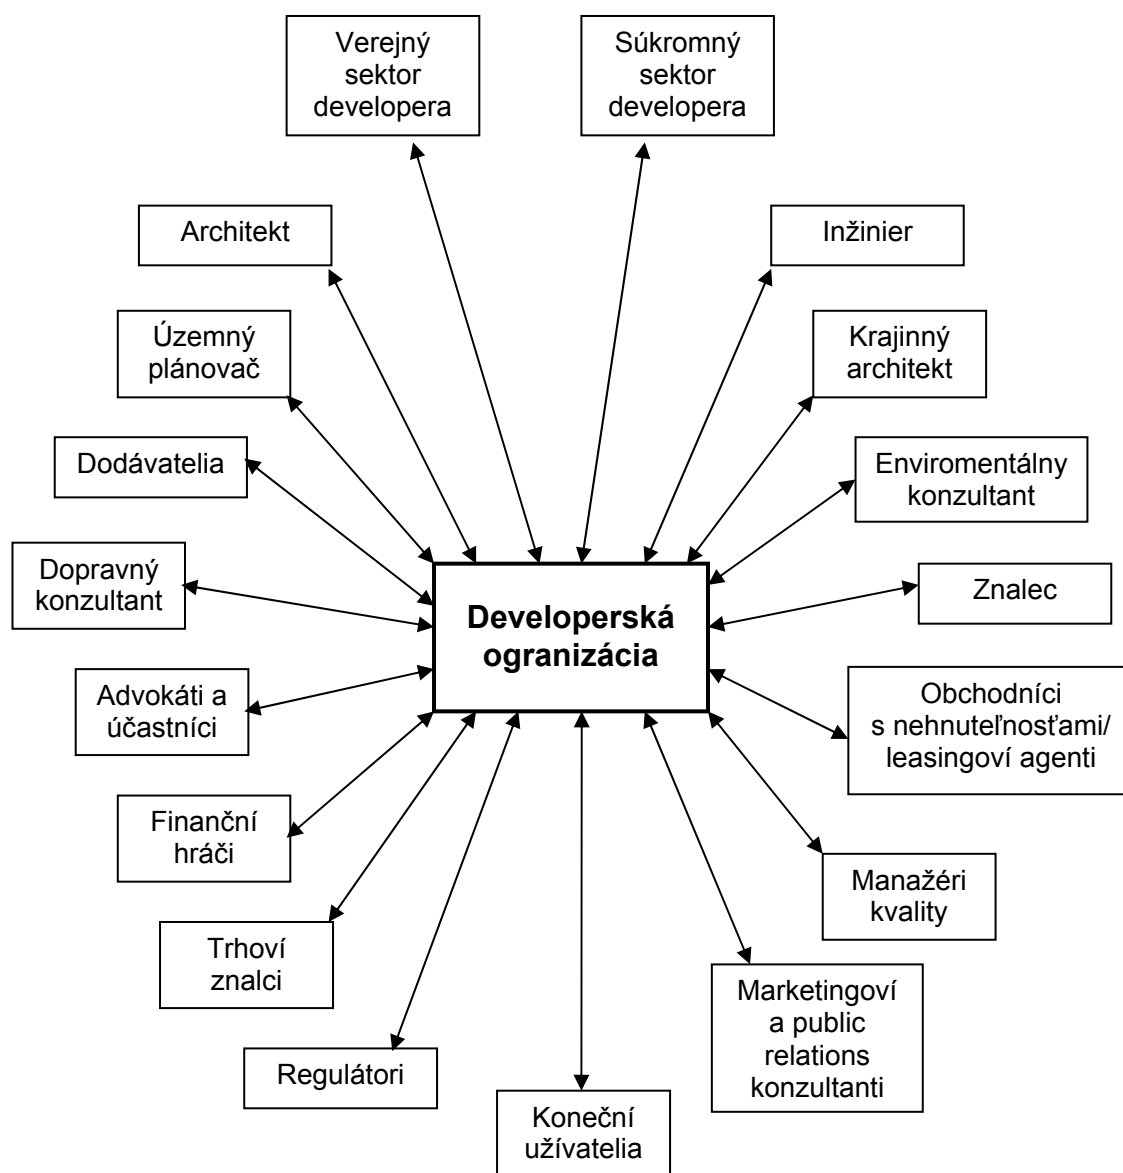 Verejný
sektor
developera
Súkromný
sektor
developera
Architekt
Inžinier
Územný
plánovač
Krajinný
architekt
Dodávatelia
Enviromentálny
konzultant
Dopravný
konzultant
Developerská
ogranizácia
Znalec
Advokáti a
účastníci
Obchodníci
s nehnuteľnosťami/
leasingoví agenti
Finanční
hráči
Manažéri
kvality
Trhoví
znalci
Marketingoví
a public
relations
konzultanti
Regulátori
Koneční
užívatelia